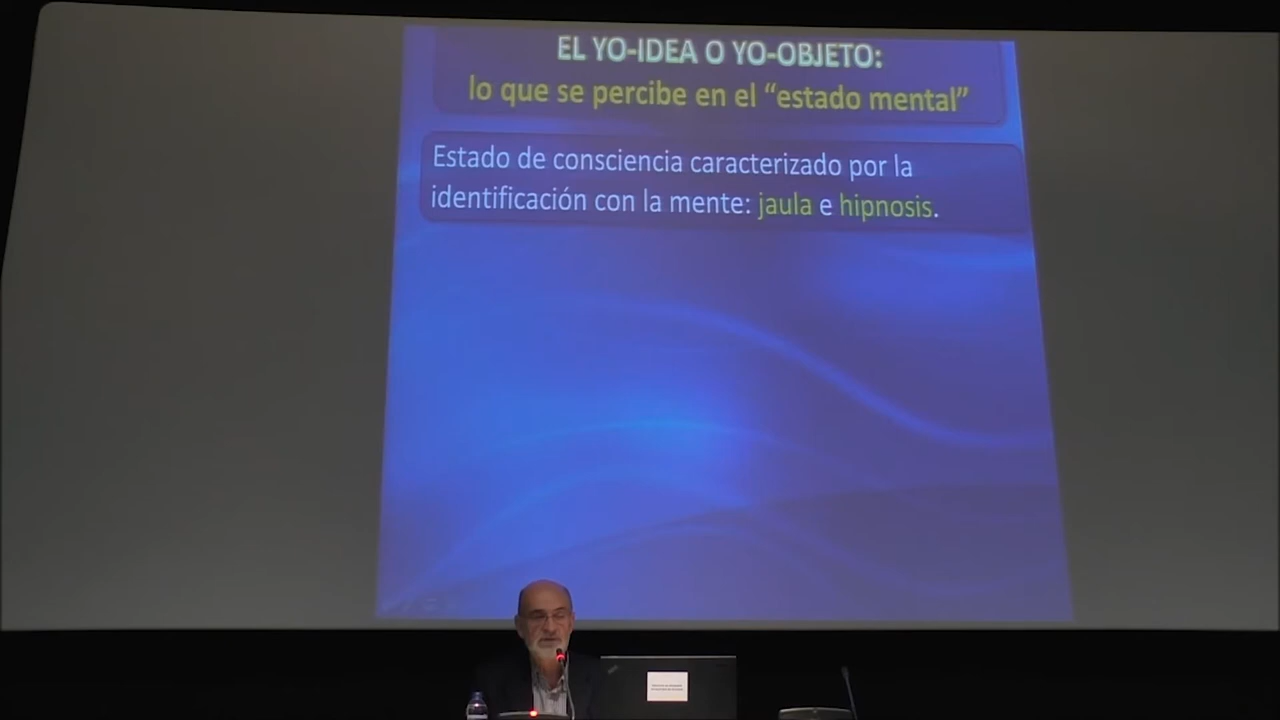 EL YO-IDEA O YO-OBJETO:
lo que se percibe en el “estado mental”
Estado de consciencia caracterizado por la
identificación con la mente: jaula e hipnosis.